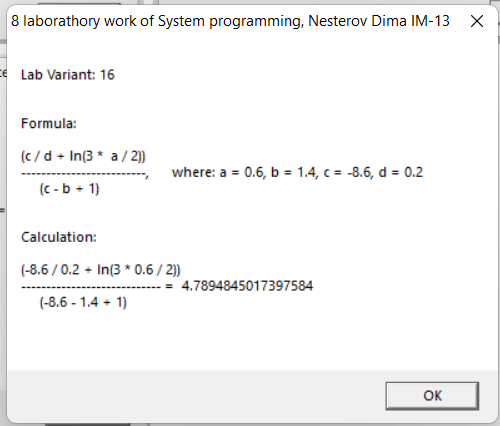 8 laborathory work of System programming, Nesterov Dima IM-13
Lab Variant: 16
Formula:
(c / d + ln(3 *  a / 2))
-------------------------,     where: a = 0.6, b = 1.4, c = -8.6, d = 0.2
(c - b + 1)
Calculation:
(-8.6 / 0.2 + ln(3 * 0.6 / 2))
---------------------------- =  4.7894845017397584
(-8.6 - 1.4 + 1)
OK